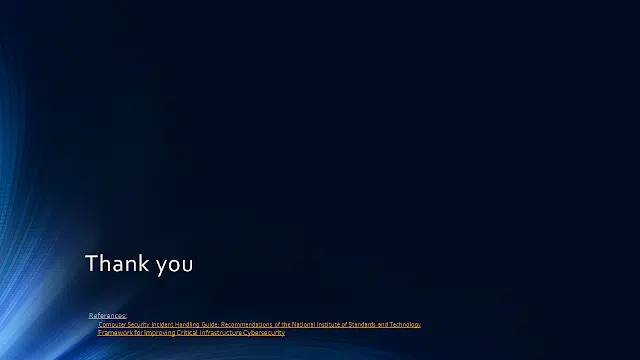 Thank you
References:
Computer Security Incident Handling Guide: Recommendations of the National Institute of Standards and Technology
Framework for Improving Critical Infrastructure Cybersecurity